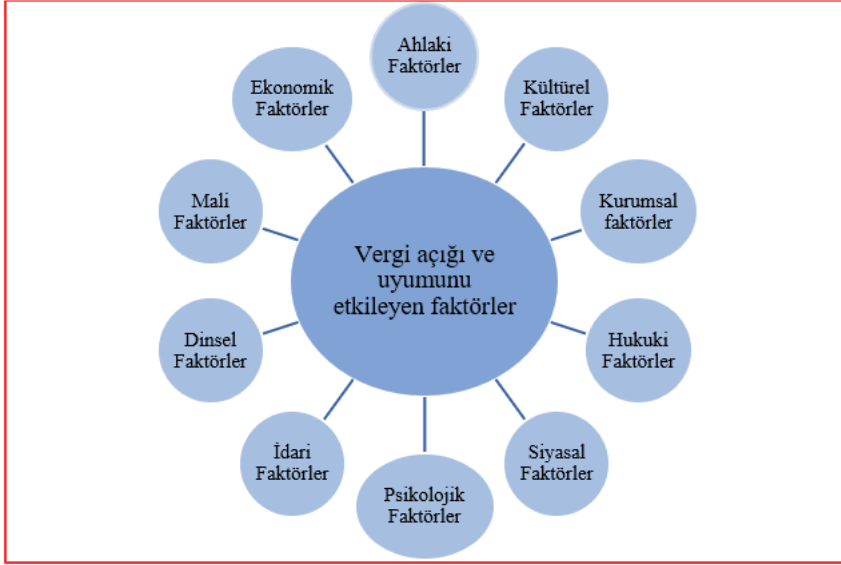 Ahlaki
Faktörler
Kültürel
Faktörler
Kurumsal
faktörler
Hukuki
Faktörler
Siyasal
Faktörler
Psikolojik
Faktörler
İdari
Faktörler
Dinsel
Faktörler
Mali
Faktörler
Ekonomik
Faktörler
Vergi açığı ve
uyumunu
etkileyen faktörler